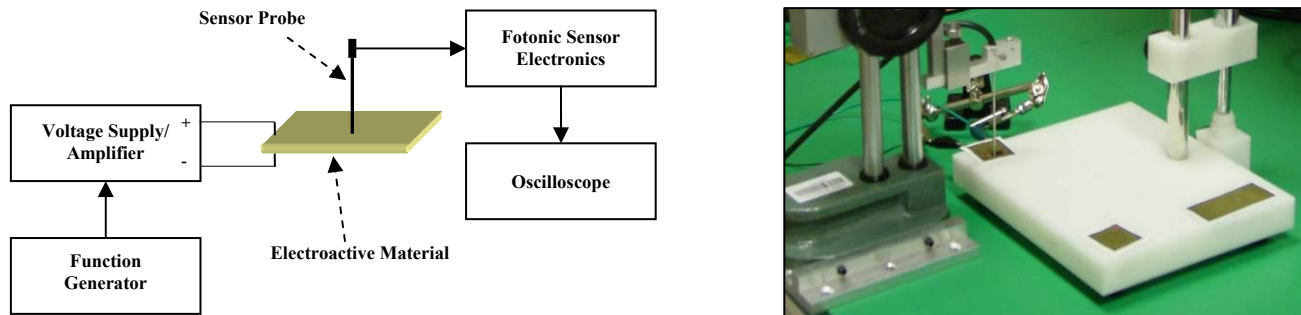 Sensor Probe
Fotonic Sensor
Electronics
Voltage Supply/
Amplifier
+
-
Oscilloscope
Electroactive Material
Function
Generator